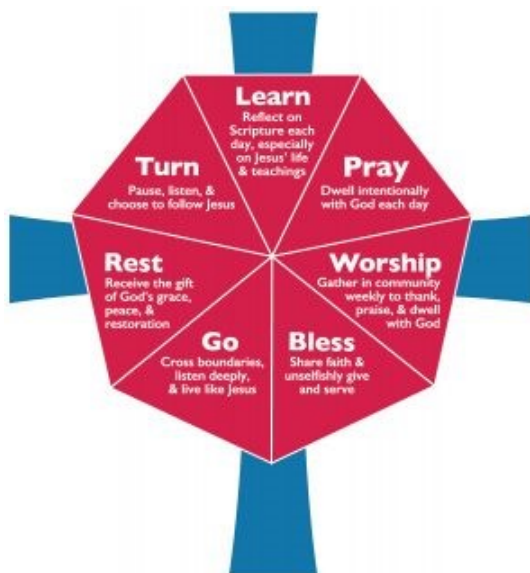 Learn
Reflect on
Scripture each
day, especially
on Jesus' life
& teachings
Pray
Dwell intentionally
with God each day
Worship
Gather in community
weekly to thank,
praise, & dwell
with God
Bless
Share faith &
unselfishly give
and serve
Go
Cross boundaries,
listen deeply,
& live like Jesus
Rest
Receive the gift
of God's grace,
peace, &
restoration
Turn
Pause, listen, &
choose to follow Jesus